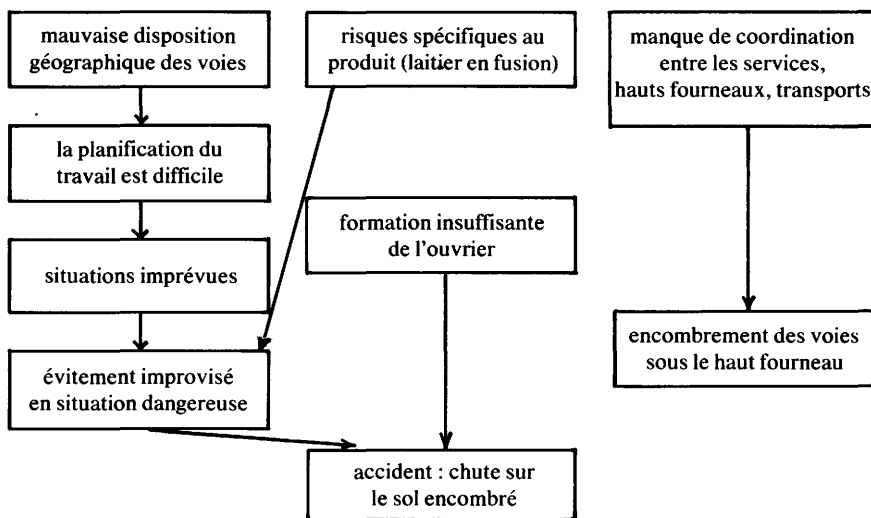 mauvaise disposition
géographique des voies
risques spécifiques au
produit (laitier en fusion)
manque de coordination
entre les services,
hauts fourneaux, transports
la planification du
travail est difficile
formation insuffisante
de l'ouvrier
situations imprévues
encombrement des voies
sous le haut fourneau
évitement improvisé
en situation dangereuse
accident : chute sur
le sol encombré